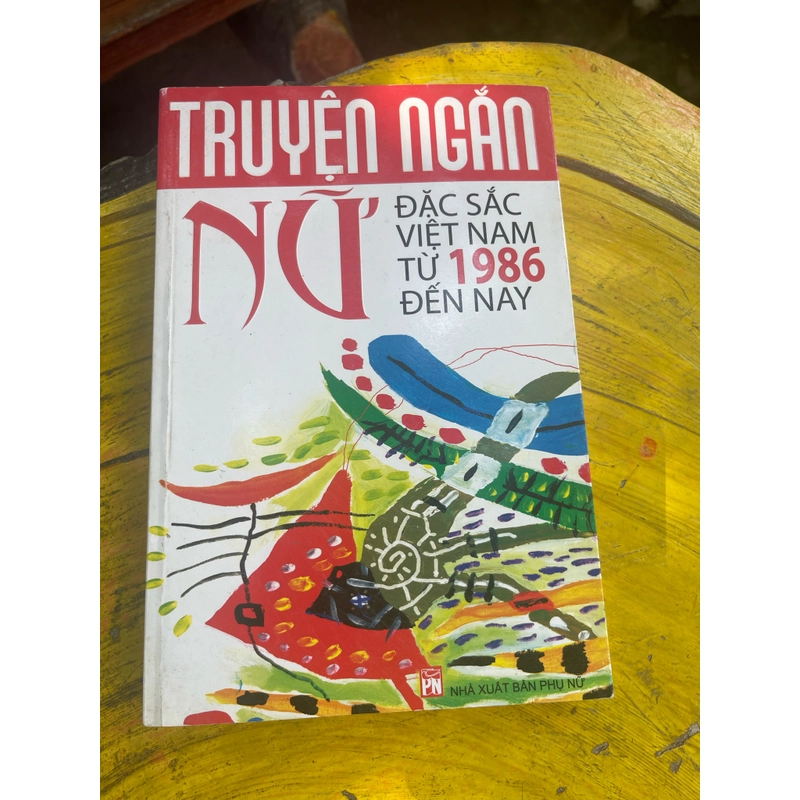 TRUYỆN NGẮN
NỮ
ĐẶC SẮC
VIỆT NAM
TỪ 1986
ĐẾN NAY
PN
NHÀ XUẤT BẢN PHỤ NỮ